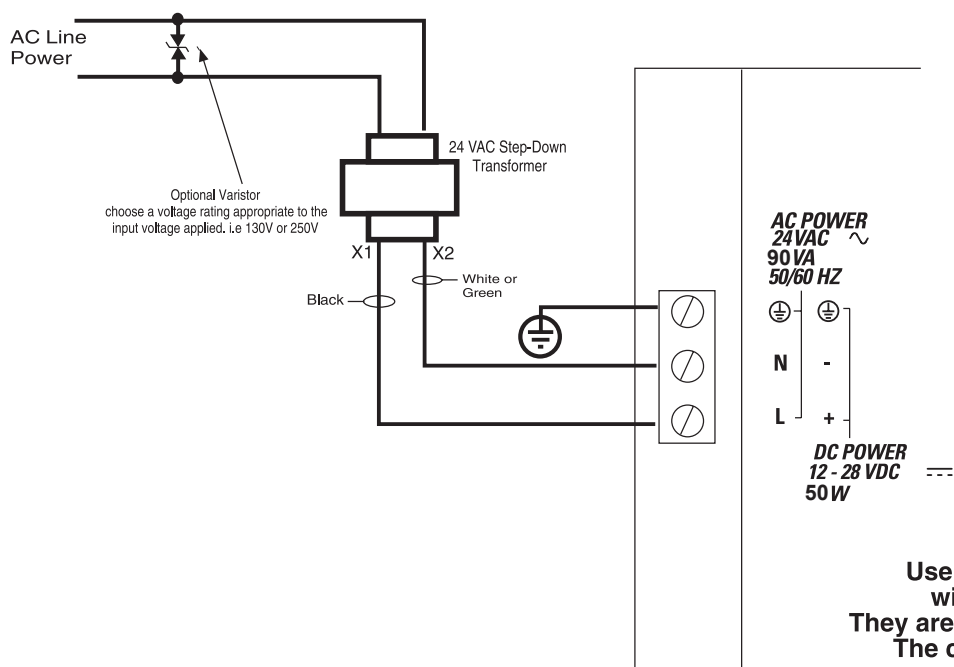 AC Line
Power
24 VAC Step-Down
Transformer
Optional Varistor
choose a voltage rating appropriate to the
input voltage applied. i.e 130V or 250V
X1
X2
White or
Green
Black
AC POWER
24VAC ~
90VA
50/60 HZ
N -
L +
DC POWER
12 - 28 VDC
50W
Use
wi
They are
The